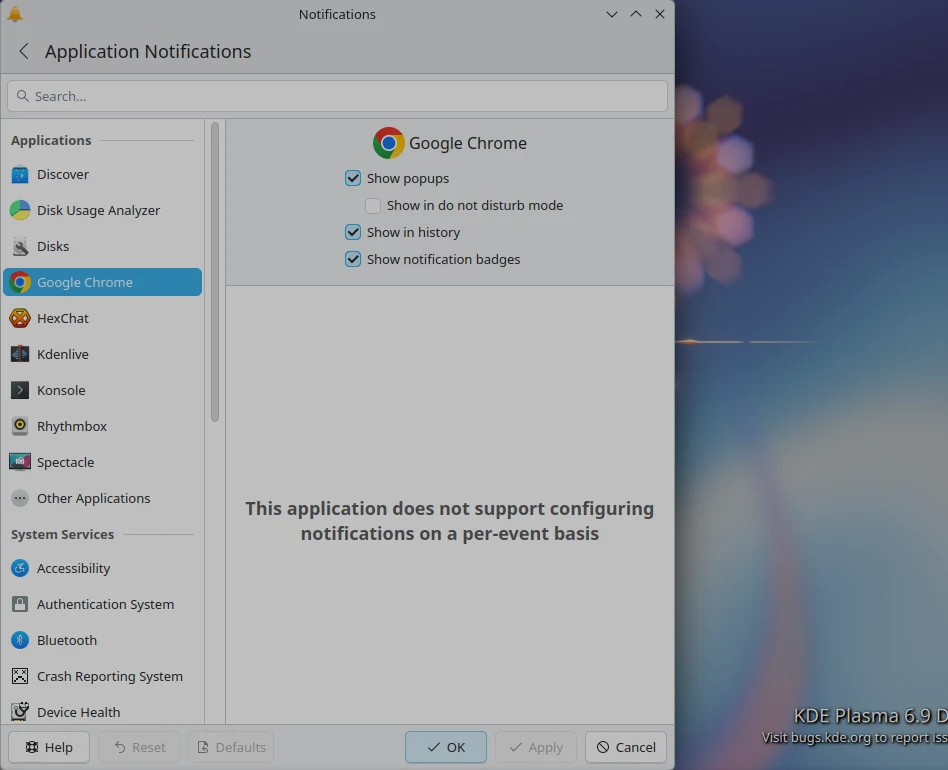 Notifications
Application Notifications
Search...
Applications
Discover
Disk Usage Analyzer
Disks
Google Chrome
HexChat
Kdenlive
Konsole
Rhythmbox
Spectacle
Other Applications
System Services
Accessibility
Authentication System
Bluetooth
Crash Reporting System
Device Health
Google Chrome
Show popups
Show in do not disturb mode
Show in history
Show notification badges
This application does not support configuring
notifications on a per-event basis
Help
Reset
Defaults
OK
Apply
Cancel
KDE Plasma 6.9 D
Visit bugs.kde.org to report iss